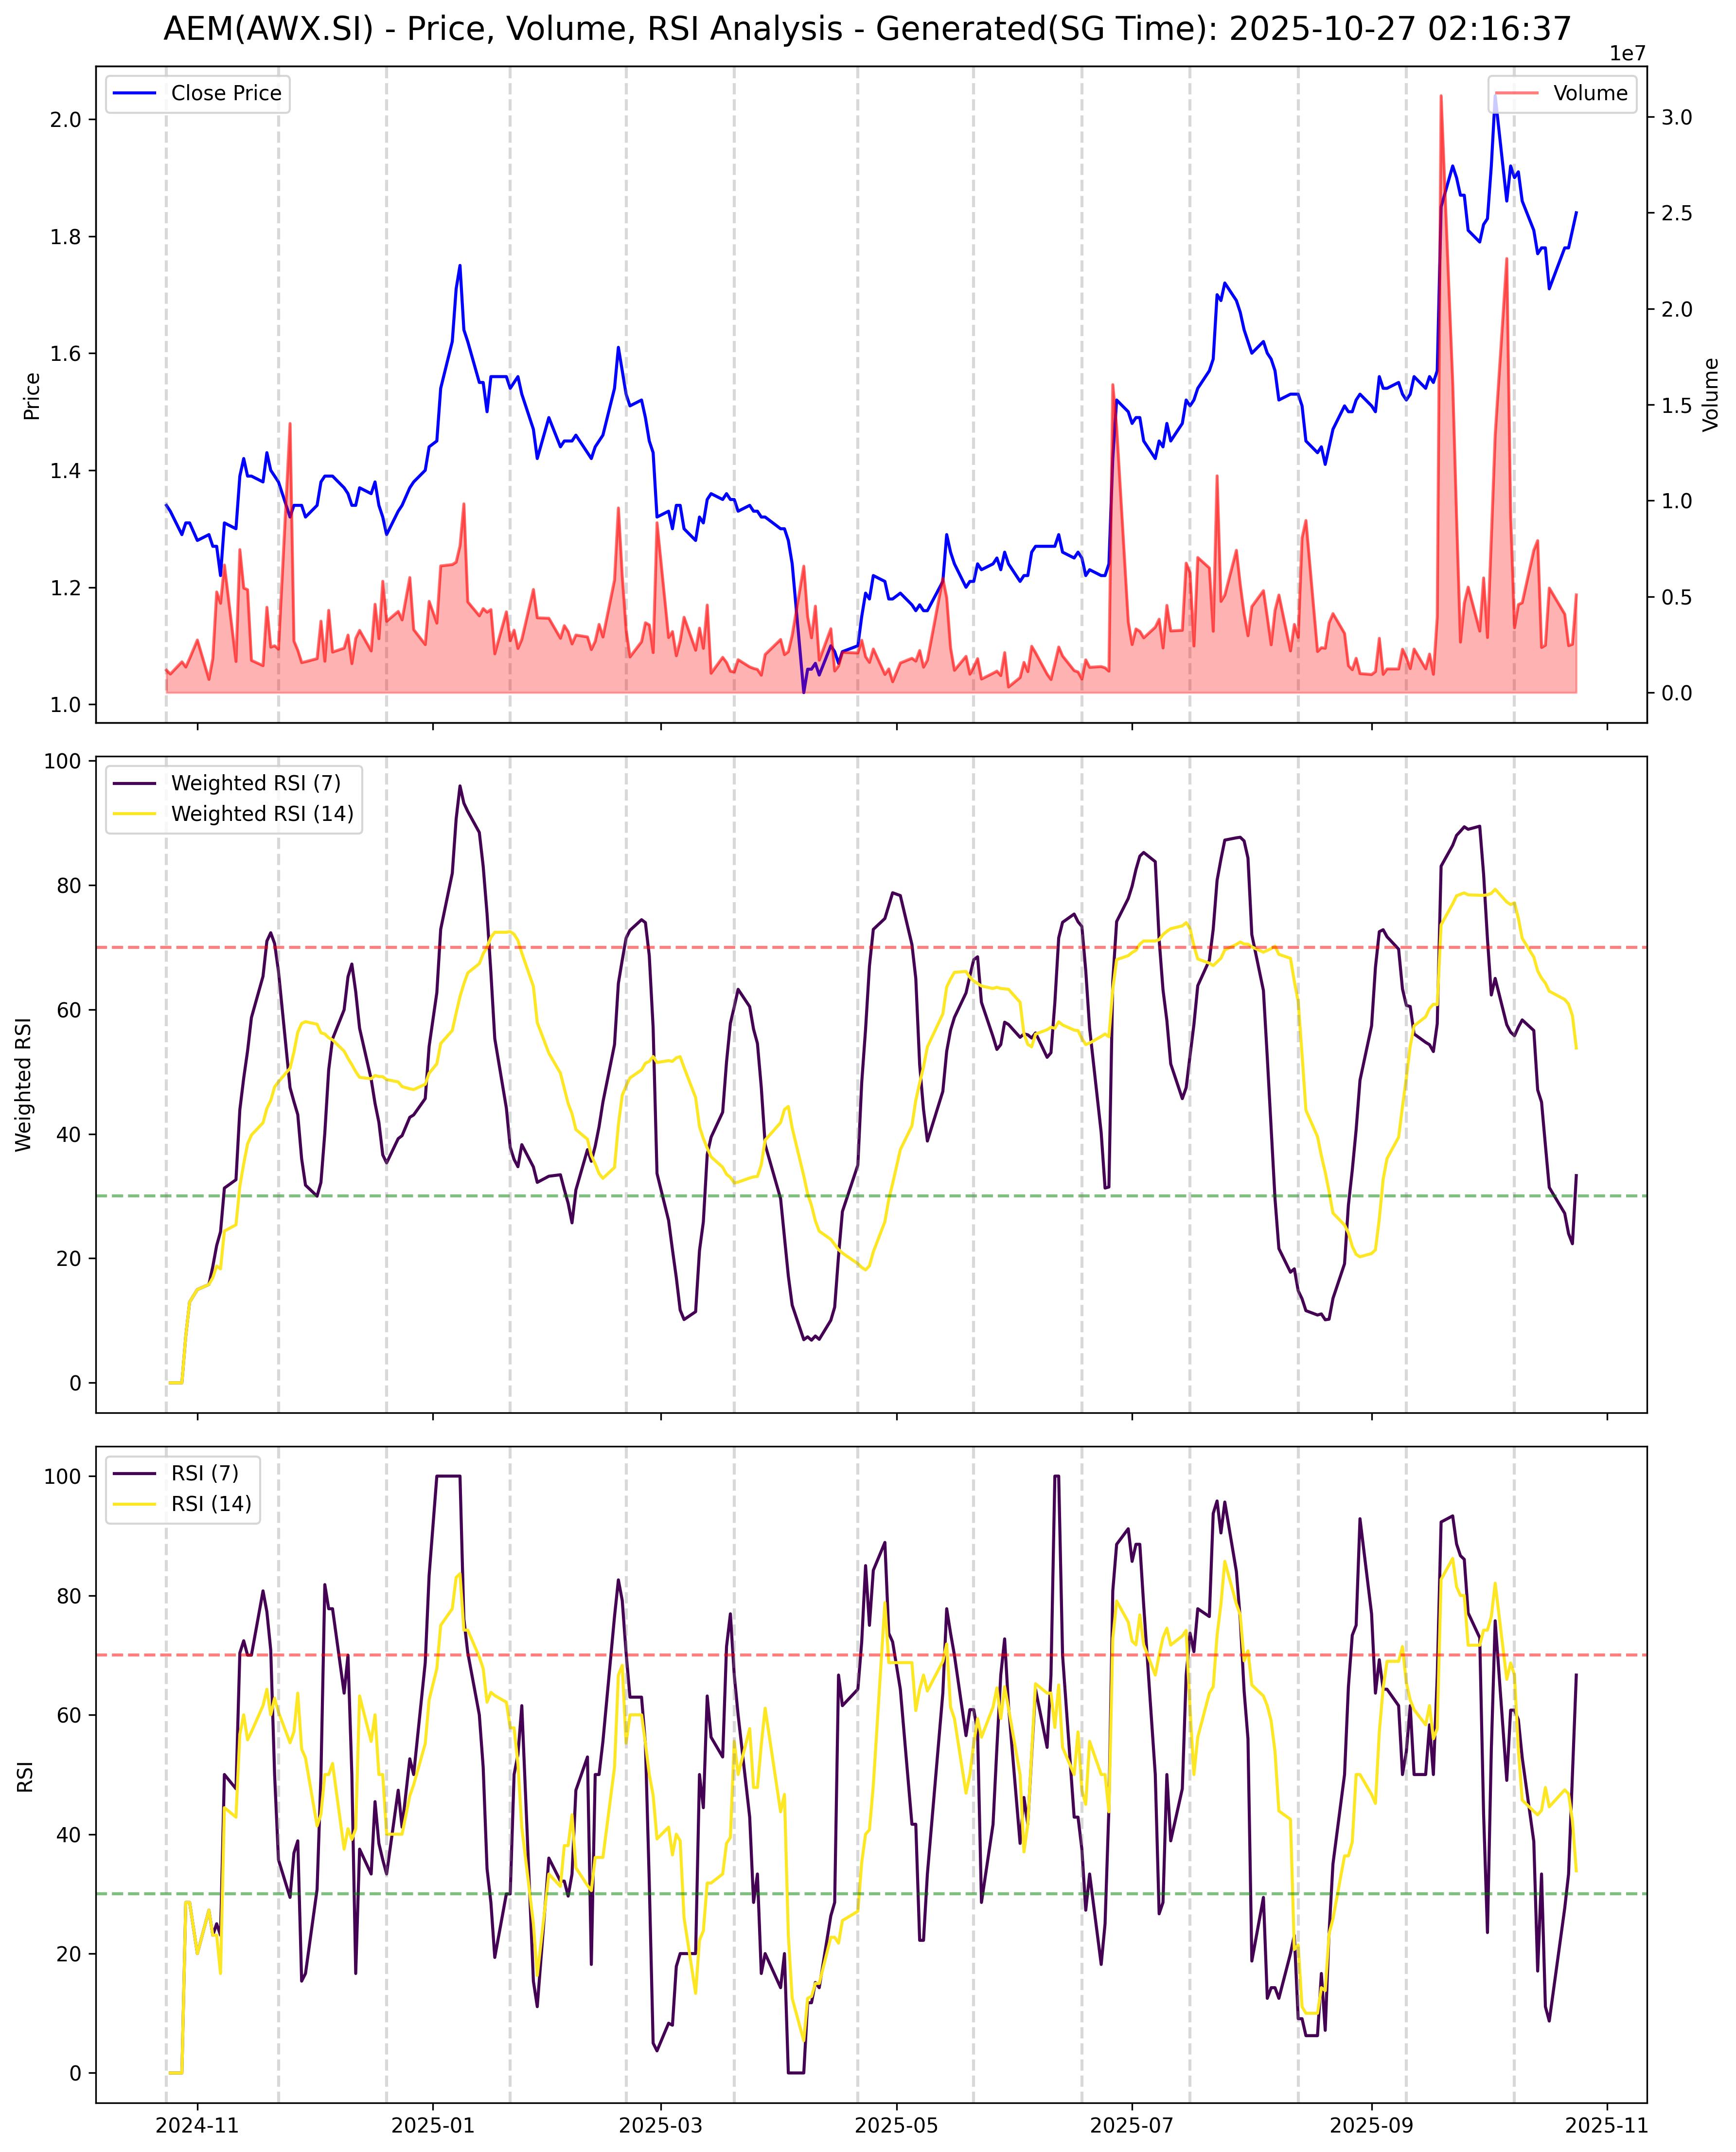 AEM(AWX.SI) - Price, Volume, RSI Analysis - Generated(SG Time): 2025-10-27 02:16:37
1e7
Close Price
Volume
2.0
1.8
1.6
1.4
1.2
1.0
Price
3.0
2.5
2.0
1.5
1.0
0.5
0.0
Volume
Weighted RSI (7)
Weighted RSI (14)
100
80
60
40
20
0
Weighted RSI
RSI (7)
RSI (14)
100
80
60
40
20
0
RSI
2024-11
2025-01
2025-03
2025-05
2025-07
2025-09
2025-11